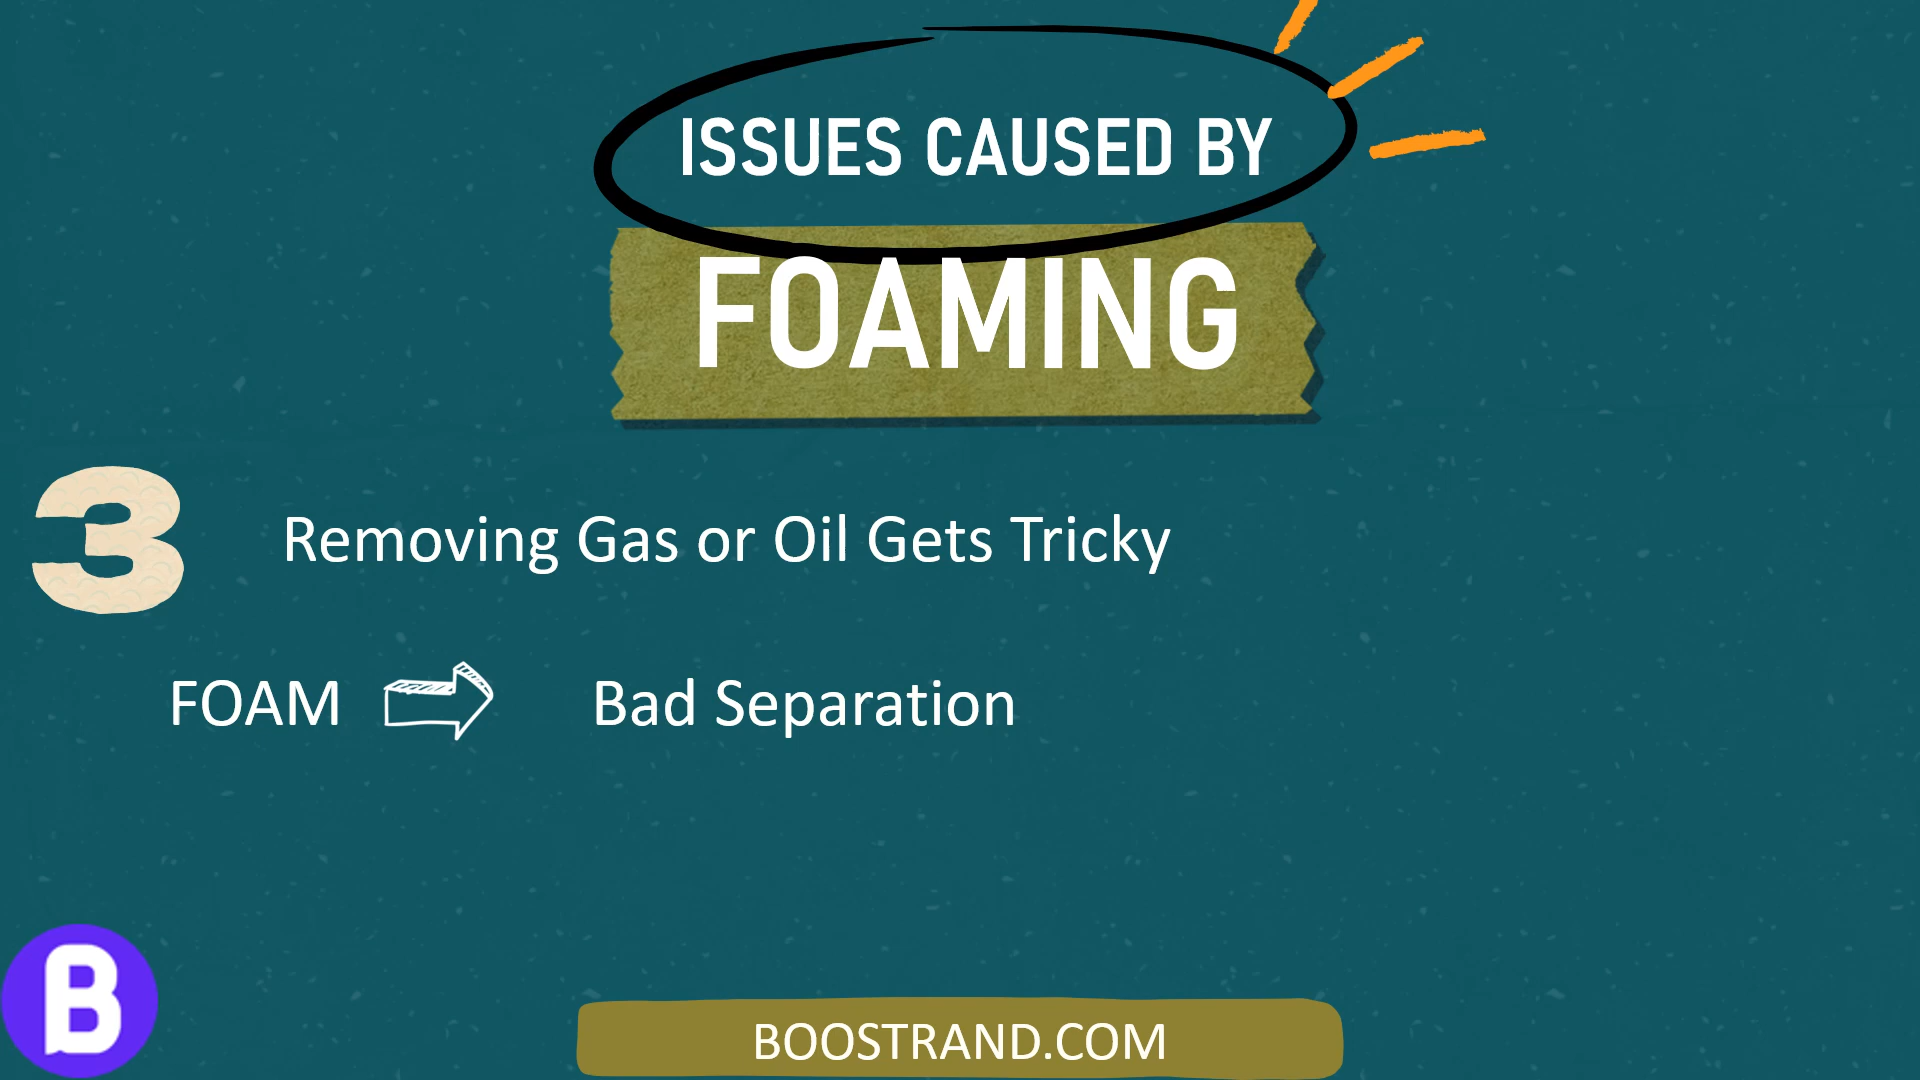 ISSUES CAUSED BY
FOAMING
3 Removing Gas or Oil Gets Tricky
FOAM Bad Separation
B
BOOSTRAND.COM